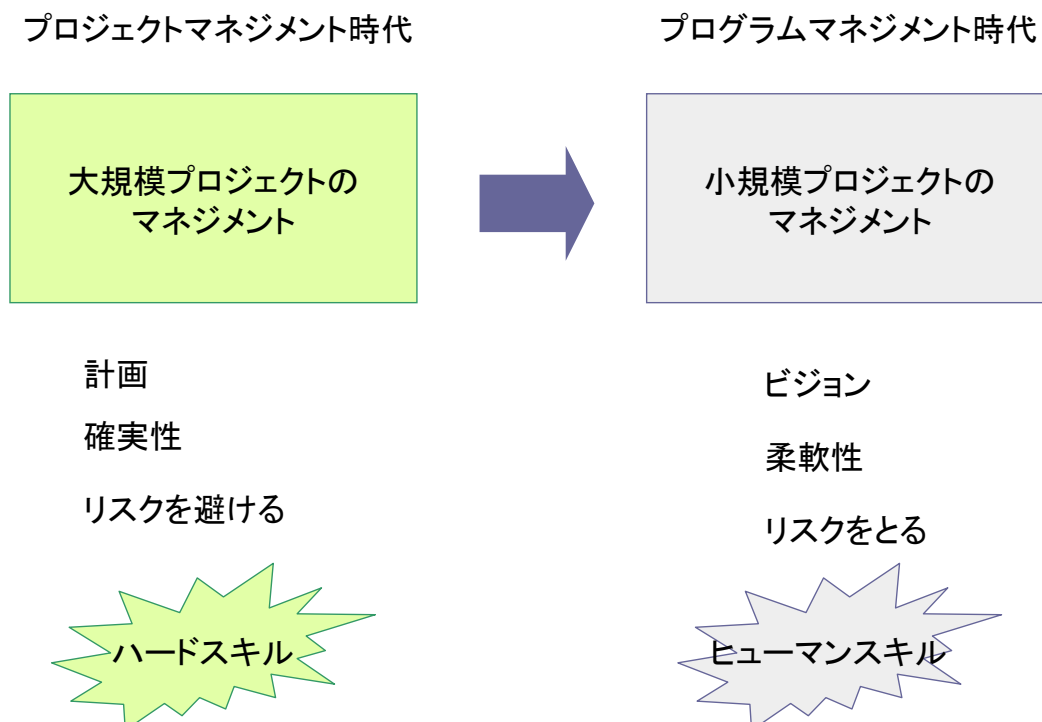 プロジェクトマネジメント時代
プログラムマネジメント時代
大規模プロジェクトの
マネジメント
小規模プロジェクトの
マネジメント
計画
確実性
リスクを避ける
ビジョン
柔軟性
リスクをとる
ハードスキル
ヒューマンスキル